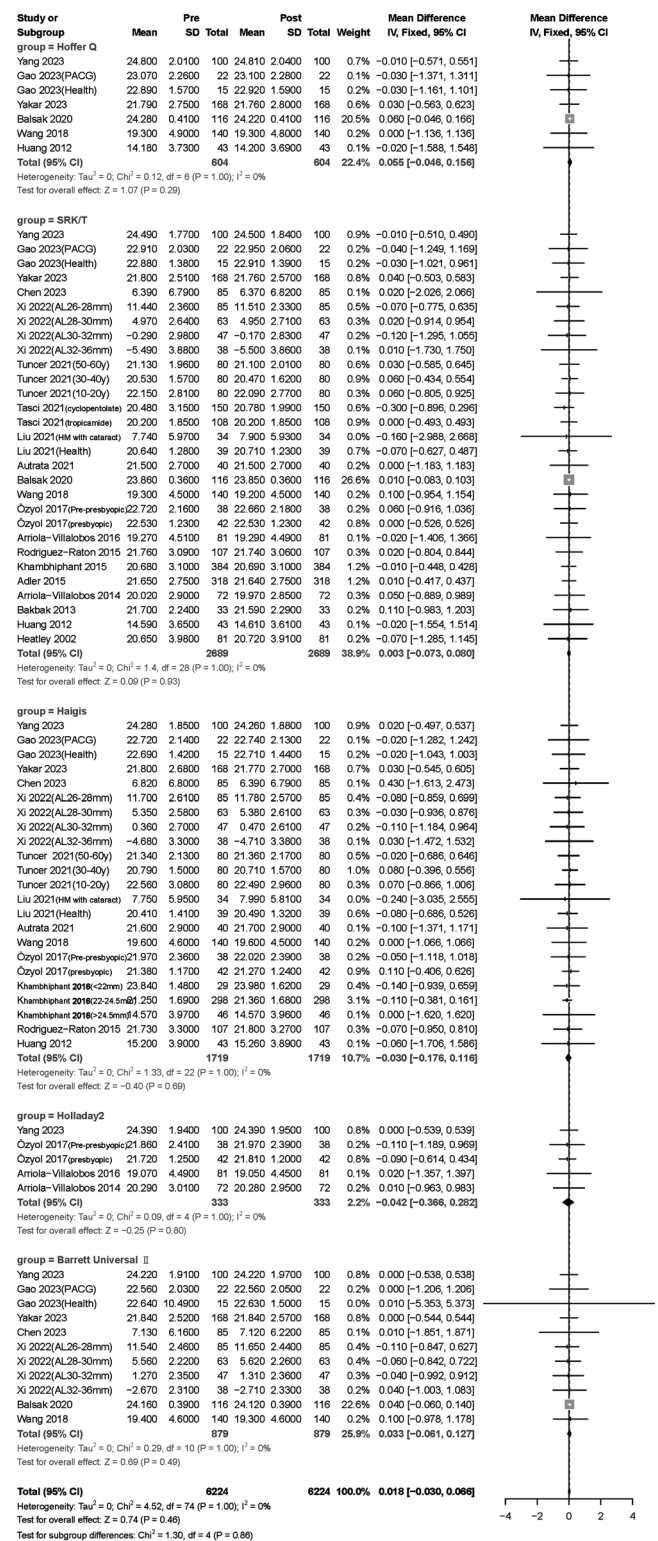 Study or Pre Post Mean Difference Mean Difference
Subgroup Mean SD Total Mean SD Total Weight IV, Fixed, 95% CI IV, Fixed, 95% CI
group = Hoffer Q
Yang 2023 24.800 2.0100 100 24.810 2.0400 100 0.7% -0.010 [-0.571, 0.551]
Gao 2023(PACG) 23.070 2.2600 22 23.100 2.2800 22 0.1% -0.030 [-1.371, 1.311]
Gao 2023(Health) 22.890 1.5700 15 22.920 1.5900 15 0.2% -0.030 [-1.161, 1.101]
Yakar 2023 21.790 2.7500 168 21.760 2.8000 168 0.7% 0.030 [-0.563, 0.623]
Balsak 2020 24.280 0.4100 116 24.220 0.4100 116 20.5% 0.060 [-0.046, 0.166]
Wang 2018 19.300 4.9000 140 19.300 4.8000 140 0.2% 0.000 [-1.136, 1.136]
Huang 2012 14.180 3.7300 43 14.200 3.6900 43 0.1% -0.020 [-1.588, 1.548]
Total (95% CI) 604 604 22.4% 0.055 [-0.046, 0.156]
Heterogeneity: Tau² = 0; Chi² = 0.12, df = 6 (P = 1.00); I² = 0%
Test for overall effect: Z = 1.07 (P = 0.29)
group = SRK/T
Yang 2023 24.490 1.7700 100 24.500 1.8400 100 0.9% -0.010 [-0.510, 0.490]
Gao 2023(PACG) 22.910 2.0300 22 22.950 2.0600 22 0.2% -0.040 [-1.249, 1.169]
Gao 2023(Health) 22.880 1.3800 15 22.910 1.3900 15 0.2% -0.030 [-1.021, 0.961]
Yakar 2023 21.800 2.5100 168 21.760 2.5700 168 0.8% 0.040 [-0.503, 0.583]
Chen 2023 6.390 6.7900 85 6.370 6.8200 85 0.1% 0.020 [-2.026, 2.066]
Xi 2022(AL26-28mm) 11.440 2.3600 85 11.510 2.3300 85 0.5% -0.070 [-0.775, 0.635]
Xi 2022(AL28-30mm) 4.970 2.6400 63 4.950 2.7100 63 0.3% 0.020 [-0.914, 0.954]
Xi 2022(AL30-32mm) -0.290 2.9800 47 -0.170 2.8300 47 0.2% -0.120 [-1.295, 1.055]
Xi 2022(AL32-36mm) -5.490 3.8800 38 -5.500 3.8600 38 0.1% 0.010 [-1.730, 1.750]
Tuncer 2021(50-60y) 21.130 1.9600 80 21.100 2.0100 80 0.6% 0.030 [-0.585, 0.645]
Tuncer 2021(30-40y) 20.530 1.5700 80 20.470 1.6200 80 0.9% 0.060 [-0.434, 0.554]
Tuncer 2021(10-20y) 22.150 2.8100 80 22.090 2.7700 80 0.3% 0.060 [-0.805, 0.925]
Tasci 2021(cyclopentolate) 20.480 3.1500 150 20.780 1.9900 150 0.6% -0.300 [-0.896, 0.296]
Tasci 2021(tropicamide) 20.200 1.8500 108 20.200 1.8500 108 0.9% 0.000 [-0.493, 0.493]
Liu 2021(HM with cataract) 7.740 5.9700 34 7.900 5.9300 34 0.0% -0.160 [-2.988, 2.668]
Liu 2021(Health) 20.640 1.2800 39 20.710 1.2300 39 0.7% -0.070 [-0.627, 0.487]
Autrata 2021 21.500 2.7000 40 21.500 2.7000 40 0.2% 0.000 [-1.183, 1.183]
Balsak 2020 23.860 0.3600 116 23.850 0.3600 116 26.6% 0.010 [-0.083, 0.103]
Wang 2018 19.300 4.5000 140 19.200 4.5000 140 0.2% 0.100 [-0.954, 1.154]
Özyol 2017(Pre-presbyopic) 22.720 2.1600 38 22.660 2.1800 38 0.2% 0.060 [-0.916, 1.036]
Özyol 2017(presbyopic) 22.530 1.2300 42 22.530 1.2300 42 0.8% 0.000 [-0.526, 0.526]
Arriola-Villalobos 2016 19.270 4.5100 81 19.290 4.4900 81 0.1% -0.020 [-1.406, 1.366]
Rodriguez-Raton 2015 21.760 3.0900 107 21.740 3.0600 107 0.3% 0.020 [-0.804, 0.844]
Khambhiphant 2015 20.680 3.1000 384 20.690 3.1000 384 1.2% -0.010 [-0.448, 0.428]
Adler 2015 21.650 2.7500 318 21.640 2.7500 318 1.2% 0.010 [-0.417, 0.437]
Arriola-Villalobos 2014 20.020 2.9000 72 19.970 2.8500 72 0.3% 0.050 [-0.889, 0.989]
Bakbak 2013 21.700 2.2400 33 21.590 2.2900 33 0.2% 0.110 [-0.983, 1.203]
Huang 2012 14.590 3.6500 43 14.610 3.6100 43 0.1% -0.020 [-1.554, 1.514]
Heatley 2002 20.650 3.9800 81 20.720 3.9100 81 0.2% -0.070 [-1.285, 1.145]
Total (95% CI) 2689 2689 38.9% 0.003 [-0.073, 0.080]
Heterogeneity: Tau² = 0; Chi² = 1.4, df = 28 (P = 1.00); I² = 0%
Test for overall effect: Z = 0.09 (P = 0.93)
group = Haigis
Yang 2023 24.280 1.8500 100 24.260 1.8800 100 0.9% 0.020 [-0.497, 0.537]
Gao 2023(PACG) 22.720 2.1400 22 22.740 2.1300 22 0.1% -0.020 [-1.282, 1.242]
Gao 2023(Health) 22.690 1.4200 15 22.710 1.4400 15 0.2% -0.020 [-1.043, 1.003]
Yakar 2023 21.800 2.6800 168 21.770 2.7000 168 0.7% 0.030 [-0.545, 0.605]
Chen 2023 6.820 6.8000 85 6.390 6.7900 85 0.1% 0.430 [-1.613, 2.473]
Xi 2022(AL26-28mm) 11.700 2.6100 85 11.780 2.5700 85 0.4% -0.080 [-0.859, 0.699]
Xi 2022(AL28-30mm) 5.350 2.5800 63 5.380 2.6100 63 0.3% -0.030 [-0.936, 0.876]
Xi 2022(AL30-32mm) 0.360 2.7000 47 0.470 2.6100 47 0.2% -0.110 [-1.184, 0.964]
Xi 2022(AL32-36mm) -4.680 3.3000 38 -4.710 3.3800 38 0.1% 0.030 [-1.472, 1.532]
Tuncer 2021(50-60y) 21.340 2.1300 80 21.360 2.1700 80 0.5% -0.020 [-0.686, 0.646]
Tuncer 2021(30-40y) 20.790 1.5000 80 20.710 1.5700 80 1.0% 0.080 [-0.396, 0.556]
Tuncer 2021(10-20y) 22.560 3.0800 80 22.490 2.9600 80 0.3% 0.070 [-0.866, 1.006]
Liu 2021(HM with cataract) 7.750 5.9500 34 7.990 5.8100 34 0.0% -0.240 [-3.035, 2.555]
Liu 2021(Health) 20.410 1.4100 39 20.490 1.3200 39 0.6% -0.080 [-0.686, 0.526]
Autrata 2021 21.600 2.9000 40 21.700 2.9000 40 0.1% -0.100 [-1.371, 1.171]
Wang 2018 19.600 4.6000 140 19.600 4.5000 140 0.2% 0.000 [-1.066, 1.066]
Özyol 2017(Pre-presbyopic) 21.970 2.3600 38 22.020 2.3900 38 0.2% -0.050 [-1.118, 1.018]
Özyol 2017(presbyopic) 21.380 1.1700 42 21.270 1.2400 42 0.9% 0.110 [-0.406, 0.626]
Khambhiphant 2016(<22mm) 23.840 1.4800 29 23.980 1.6200 29 0.4% -0.140 [-0.939, 0.659]
Khambhiphant 2016(22-24.5mm) 21.250 1.6900 298 21.360 1.6800 298 3.1% -0.110 [-0.381, 0.161]
Khambhiphant 2016(>24.5mm) 14.570 3.9700 46 14.570 3.9600 46 0.1% 0.000 [-1.620, 1.620]
Rodriguez-Raton 2015 21.730 3.3000 107 21.800 3.2700 107 0.3% -0.070 [-0.950, 0.810]
Huang 2012 15.200 3.9000 43 15.260 3.8900 43 0.1% -0.060 [-1.706, 1.586]
Total (95% CI) 1719 1719 10.7% -0.030 [-0.176, 0.116]
Heterogeneity: Tau² = 0; Chi² = 1.33, df = 22 (P = 1.00); I² = 0%
Test for overall effect: Z = −0.40 (P = 0.69)
group = Holladay2
Yang 2023 24.390 1.9400 100 24.390 1.9500 100 0.8% 0.000 [-0.539, 0.539]
Özyol 2017(Pre-presbyopic) 21.860 2.4100 38 21.970 2.3900 38 0.2% -0.110 [-1.189, 0.969]
Özyol 2017(presbyopic) 21.720 1.2500 42 21.810 1.2000 42 0.8% -0.090 [-0.614, 0.434]
Arriola-Villalobos 2016 19.070 4.4900 81 19.050 4.4500 81 0.1% 0.020 [-1.357, 1.397]
Arriola-Villalobos 2014 20.290 3.0100 72 20.280 2.9500 72 0.2% 0.010 [-0.963, 0.983]
Total (95% CI) 333 333 2.2% -0.042 [-0.366, 0.282]
Heterogeneity: Tau² = 0; Chi² = 0.09, df = 4 (P = 1.00); I² = 0%
Test for overall effect: Z = −0.25 (P = 0.80)
group = Barrett Universal Ⅱ
Yang 2023 24.220 1.9100 100 24.220 1.9700 100 0.8% 0.000 [-0.538, 0.538]
Gao 2023(PACG) 22.560 2.0300 22 22.560 2.0500 22 0.2% 0.000 [-1.206, 1.206]
Gao 2023(Health) 22.640 10.4900 15 22.630 1.5000 15 0.0% 0.010 [-5.353, 5.373]
Yakar 2023 21.840 2.5200 168 21.840 2.5700 168 0.8% 0.000 [-0.544, 0.544]
Chen 2023 7.130 6.1600 85 7.120 6.2200 85 0.1% 0.010 [-1.851, 1.871]
Xi 2022(AL26-28mm) 11.540 2.4600 85 11.650 2.4400 85 0.4% -0.110 [-0.847, 0.627]
Xi 2022(AL28-30mm) 5.560 2.2200 63 5.620 2.2600 63 0.4% -0.060 [-0.842, 0.722]
Xi 2022(AL30-32mm) 1.270 2.3500 47 1.310 2.3600 47 0.3% -0.040 [-0.992, 0.912]
Xi 2022(AL32-36mm) -2.670 2.3100 38 -2.710 2.3300 38 0.2% 0.040 [-1.003, 1.083]
Balsak 2020 24.160 0.3900 116 24.120 0.3900 116 22.6% 0.040 [-0.060, 0.140]
Wang 2018 19.400 4.6000 140 19.300 4.6000 140 0.2% 0.100 [-0.978, 1.178]
Total (95% CI) 879 879 25.9% 0.033 [-0.061, 0.127]
Heterogeneity: Tau² = 0; Chi² = 0.29, df = 10 (P = 1.00); I² = 0%
Test for overall effect: Z = 0.69 (P = 0.49)
Total (95% CI) 6224 6224 100.0% 0.018 [-0.030, 0.066]
Heterogeneity: Tau² = 0; Chi² = 4.52, df = 74 (P = 1.00); I² = 0%
Test for overall effect: Z = 0.74 (P = 0.46)
Test for subgroup differences: Chi² = 1.30, df = 4 (P = 0.86)
−4 −2 0 2 4